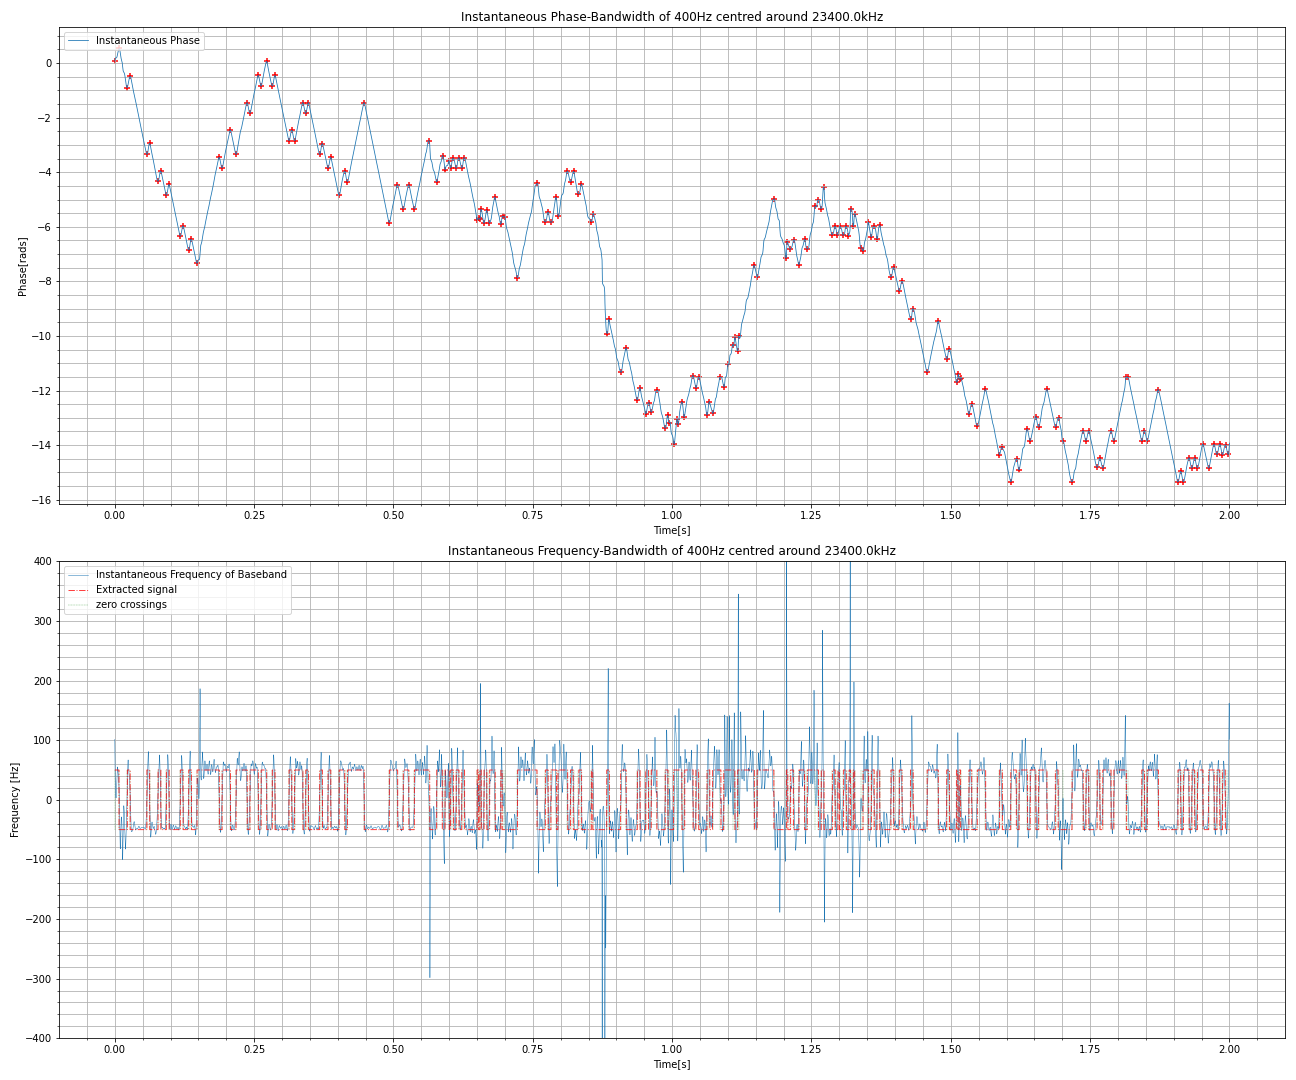 Instantaneous Phase-Bandwidth of 400Hz centred around 23400.0kHz
Instantaneous Phase
Phase[rads]
0
−2
−4
−6
−8
−10
−12
−14
−16
0.00 0.25 0.50 0.75 1.00 1.25 1.50 1.75 2.00
Time[s]
Instantaneous Frequency-Bandwidth of 400Hz centred around 23400.0kHz
Instantaneous Frequency of Baseband
Extracted signal
zero crossings
Frequency [Hz]
400
300
200
100
0
−100
−200
−300
−400
0.00 0.25 0.50 0.75 1.00 1.25 1.50 1.75 2.00
Time[s]